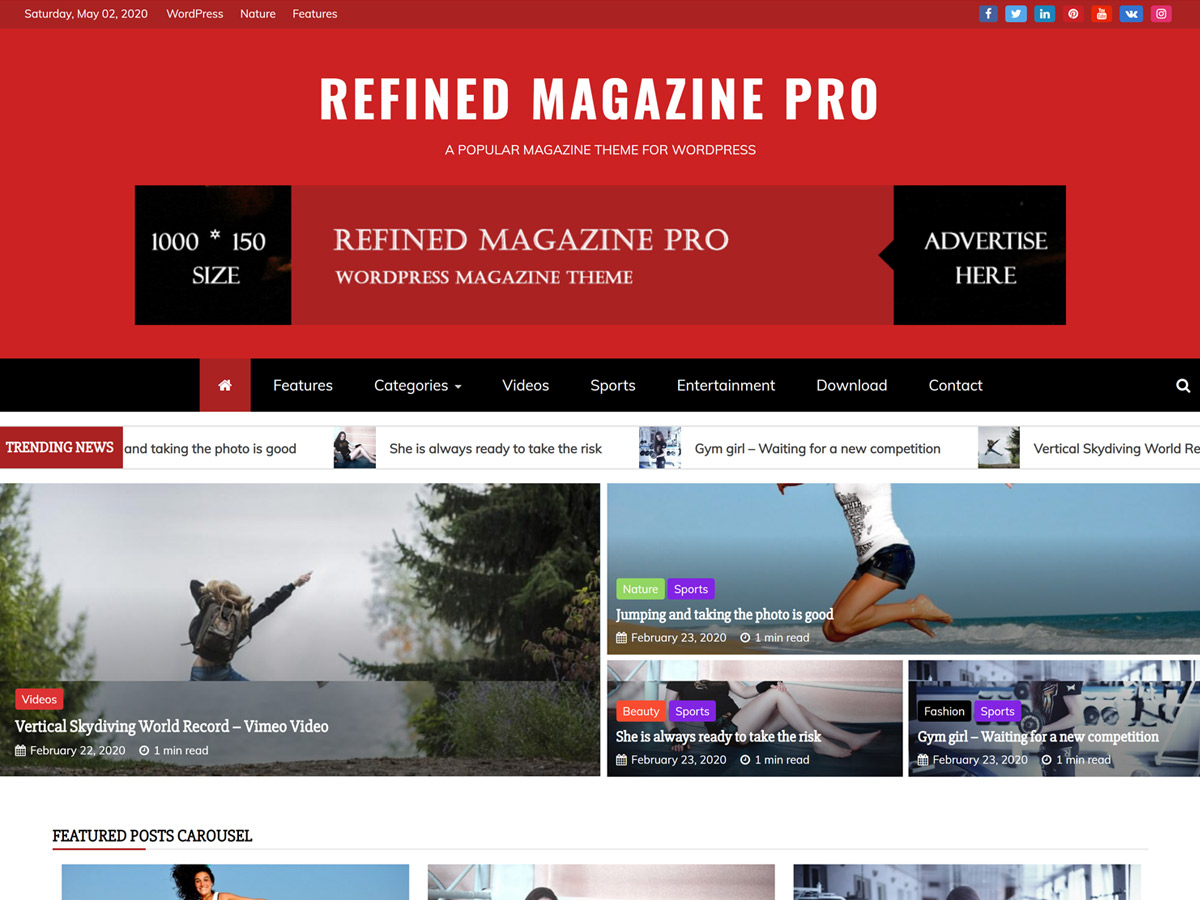 Saturday, May 02, 2020 WordPress Nature Features
REFINED MAGAZINE PRO
A POPULAR MAGAZINE THEME FOR WORDPRESS
1000 * 150
SIZE
REFINED MAGAZINE PRO
WORDPRESS MAGAZINE THEME
ADVERTISE
HERE
Features Categories Videos Sports Entertainment Download Contact
TRENDING NEWS and taking the photo is good She is always ready to take the risk Gym girl – Waiting for a new competition Vertical Skydiving World Re
Videos
Vertical Skydiving World Record – Vimeo Video
February 22, 2020 1 min read
Nature Sports
Jumping and taking the photo is good
February 23, 2020 1 min read
Beauty Sports
She is always ready to take the risk
February 23, 2020 1 min read
Fashion Sports
Gym girl – Waiting for a new competition
February 23, 2020 1 min read
FEATURED POSTS CAROUSEL